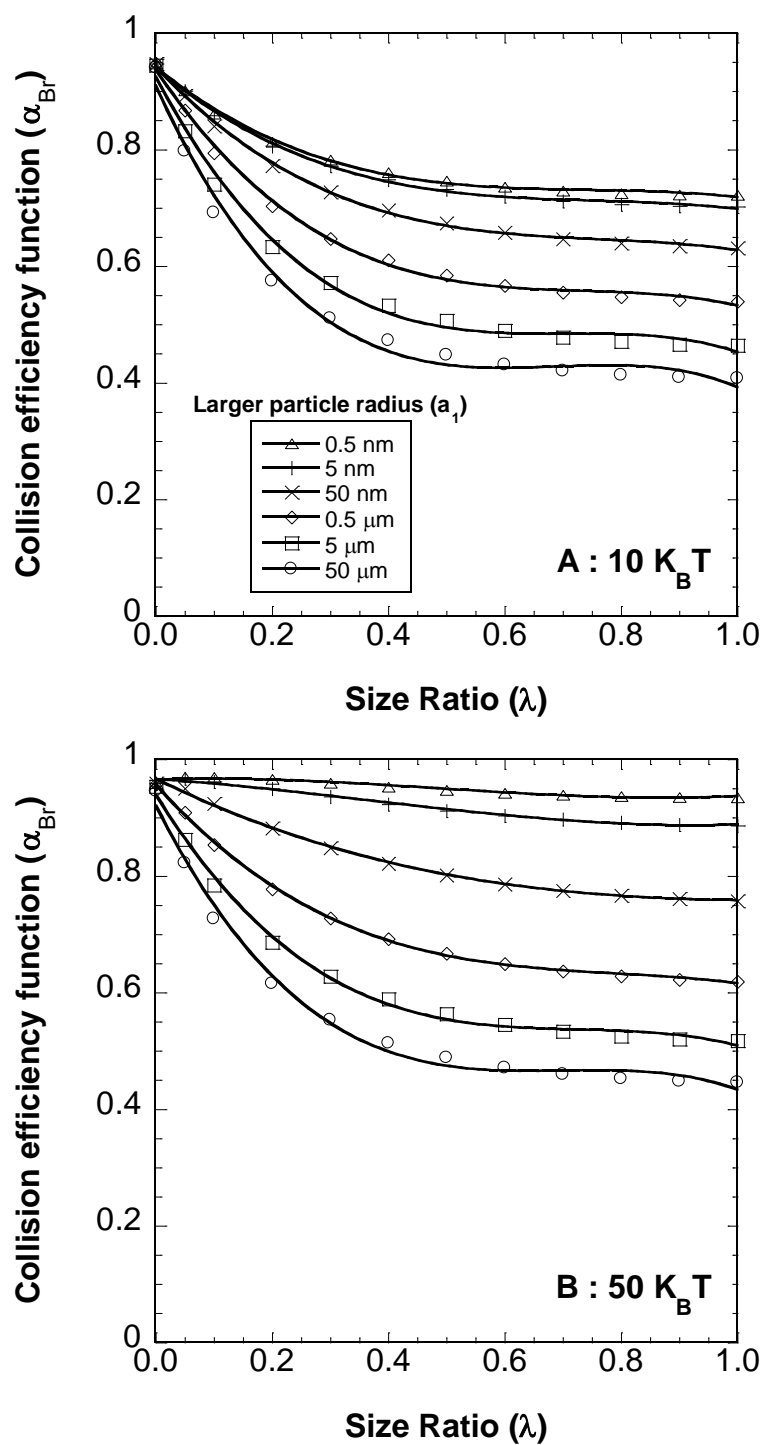 Collision efficiency function (α_Br)
1
0.8
0.6
0.4
0.2
0
Larger particle radius (a_1)
0.5 nm
5 nm
50 nm
0.5 μm
5 μm
50 μm
A : 10 K_BT
0.0 0.2 0.4 0.6 0.8 1.0
Size Ratio (λ)
Collision efficiency function (α_Br)
1
0.8
0.6
0.4
0.2
0
B : 50 K_BT
0.0 0.2 0.4 0.6 0.8 1.0
Size Ratio (λ)